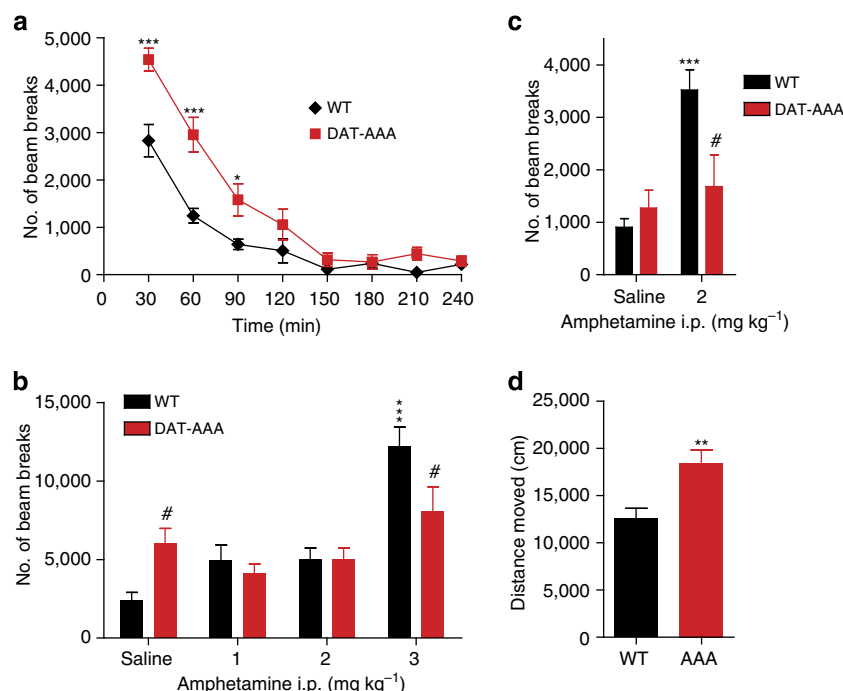 a
No. of beam breaks
5,000
4,000
3,000
2,000
1,000
0
***
***
*
WT
DAT-AAA
0 30 60 90 120 150 180 210 240
Time (min)
c
No. of beam breaks
4,000
3,000
2,000
1,000
0
***
#
WT
DAT-AAA
Saline 2
Amphetamine i.p. (mg kg⁻¹)
b
No. of beam breaks
15,000
10,000
5,000
0
WT
DAT-AAA
#
***
#
Saline 1 2 3
Amphetamine i.p. (mg kg⁻¹)
d
Distance moved (cm)
25,000
20,000
15,000
10,000
5,000
0
**
WT AAA